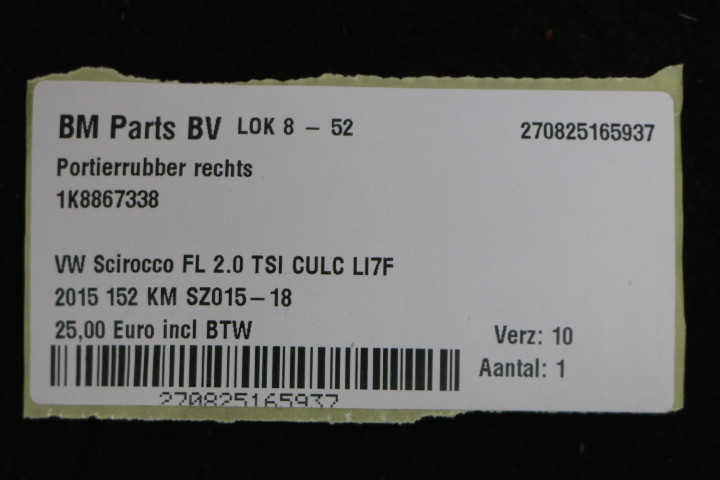 BM Parts BV LOK 8 - 52 270825165937
Portierrubber rechts
1K8867338
VW Scirocco FL 2.0 TSI CULC LI7F
2015 152 KM SZ015-18
25,00 Euro incl BTW
Verz: 10
Aantal: 1
270825165937